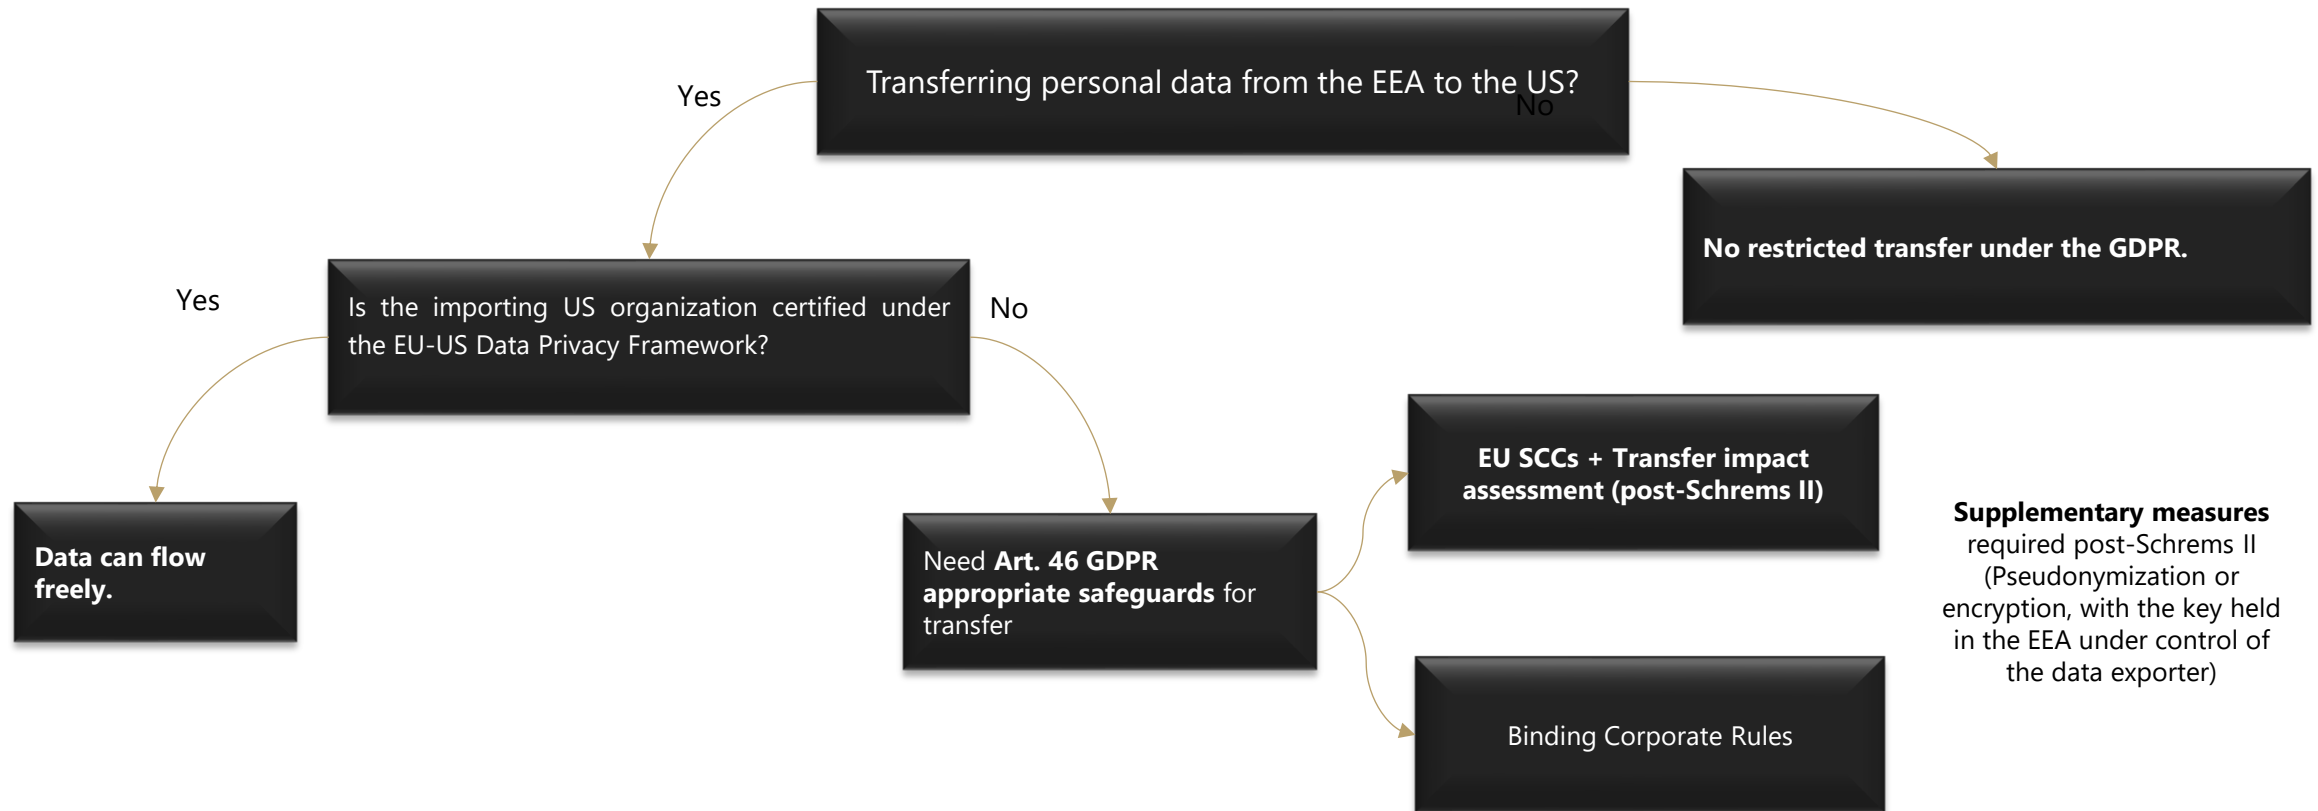 Transferring personal data from the EEA to the US?
Yes
No
No restricted transfer under the GDPR.
Yes
Is the importing US organization certified under
the EU-US Data Privacy Framework?
No
EU SCCs + Transfer impact
assessment (post-Schrems II)
Data can flow
freely.
Need Art. 46 GDPR
appropriate safeguards for
transfer
Supplementary measures
required post-Schrems II
(Pseudonymization or
encryption, with the key held
in the EEA under control of
the data exporter)
Binding Corporate Rules